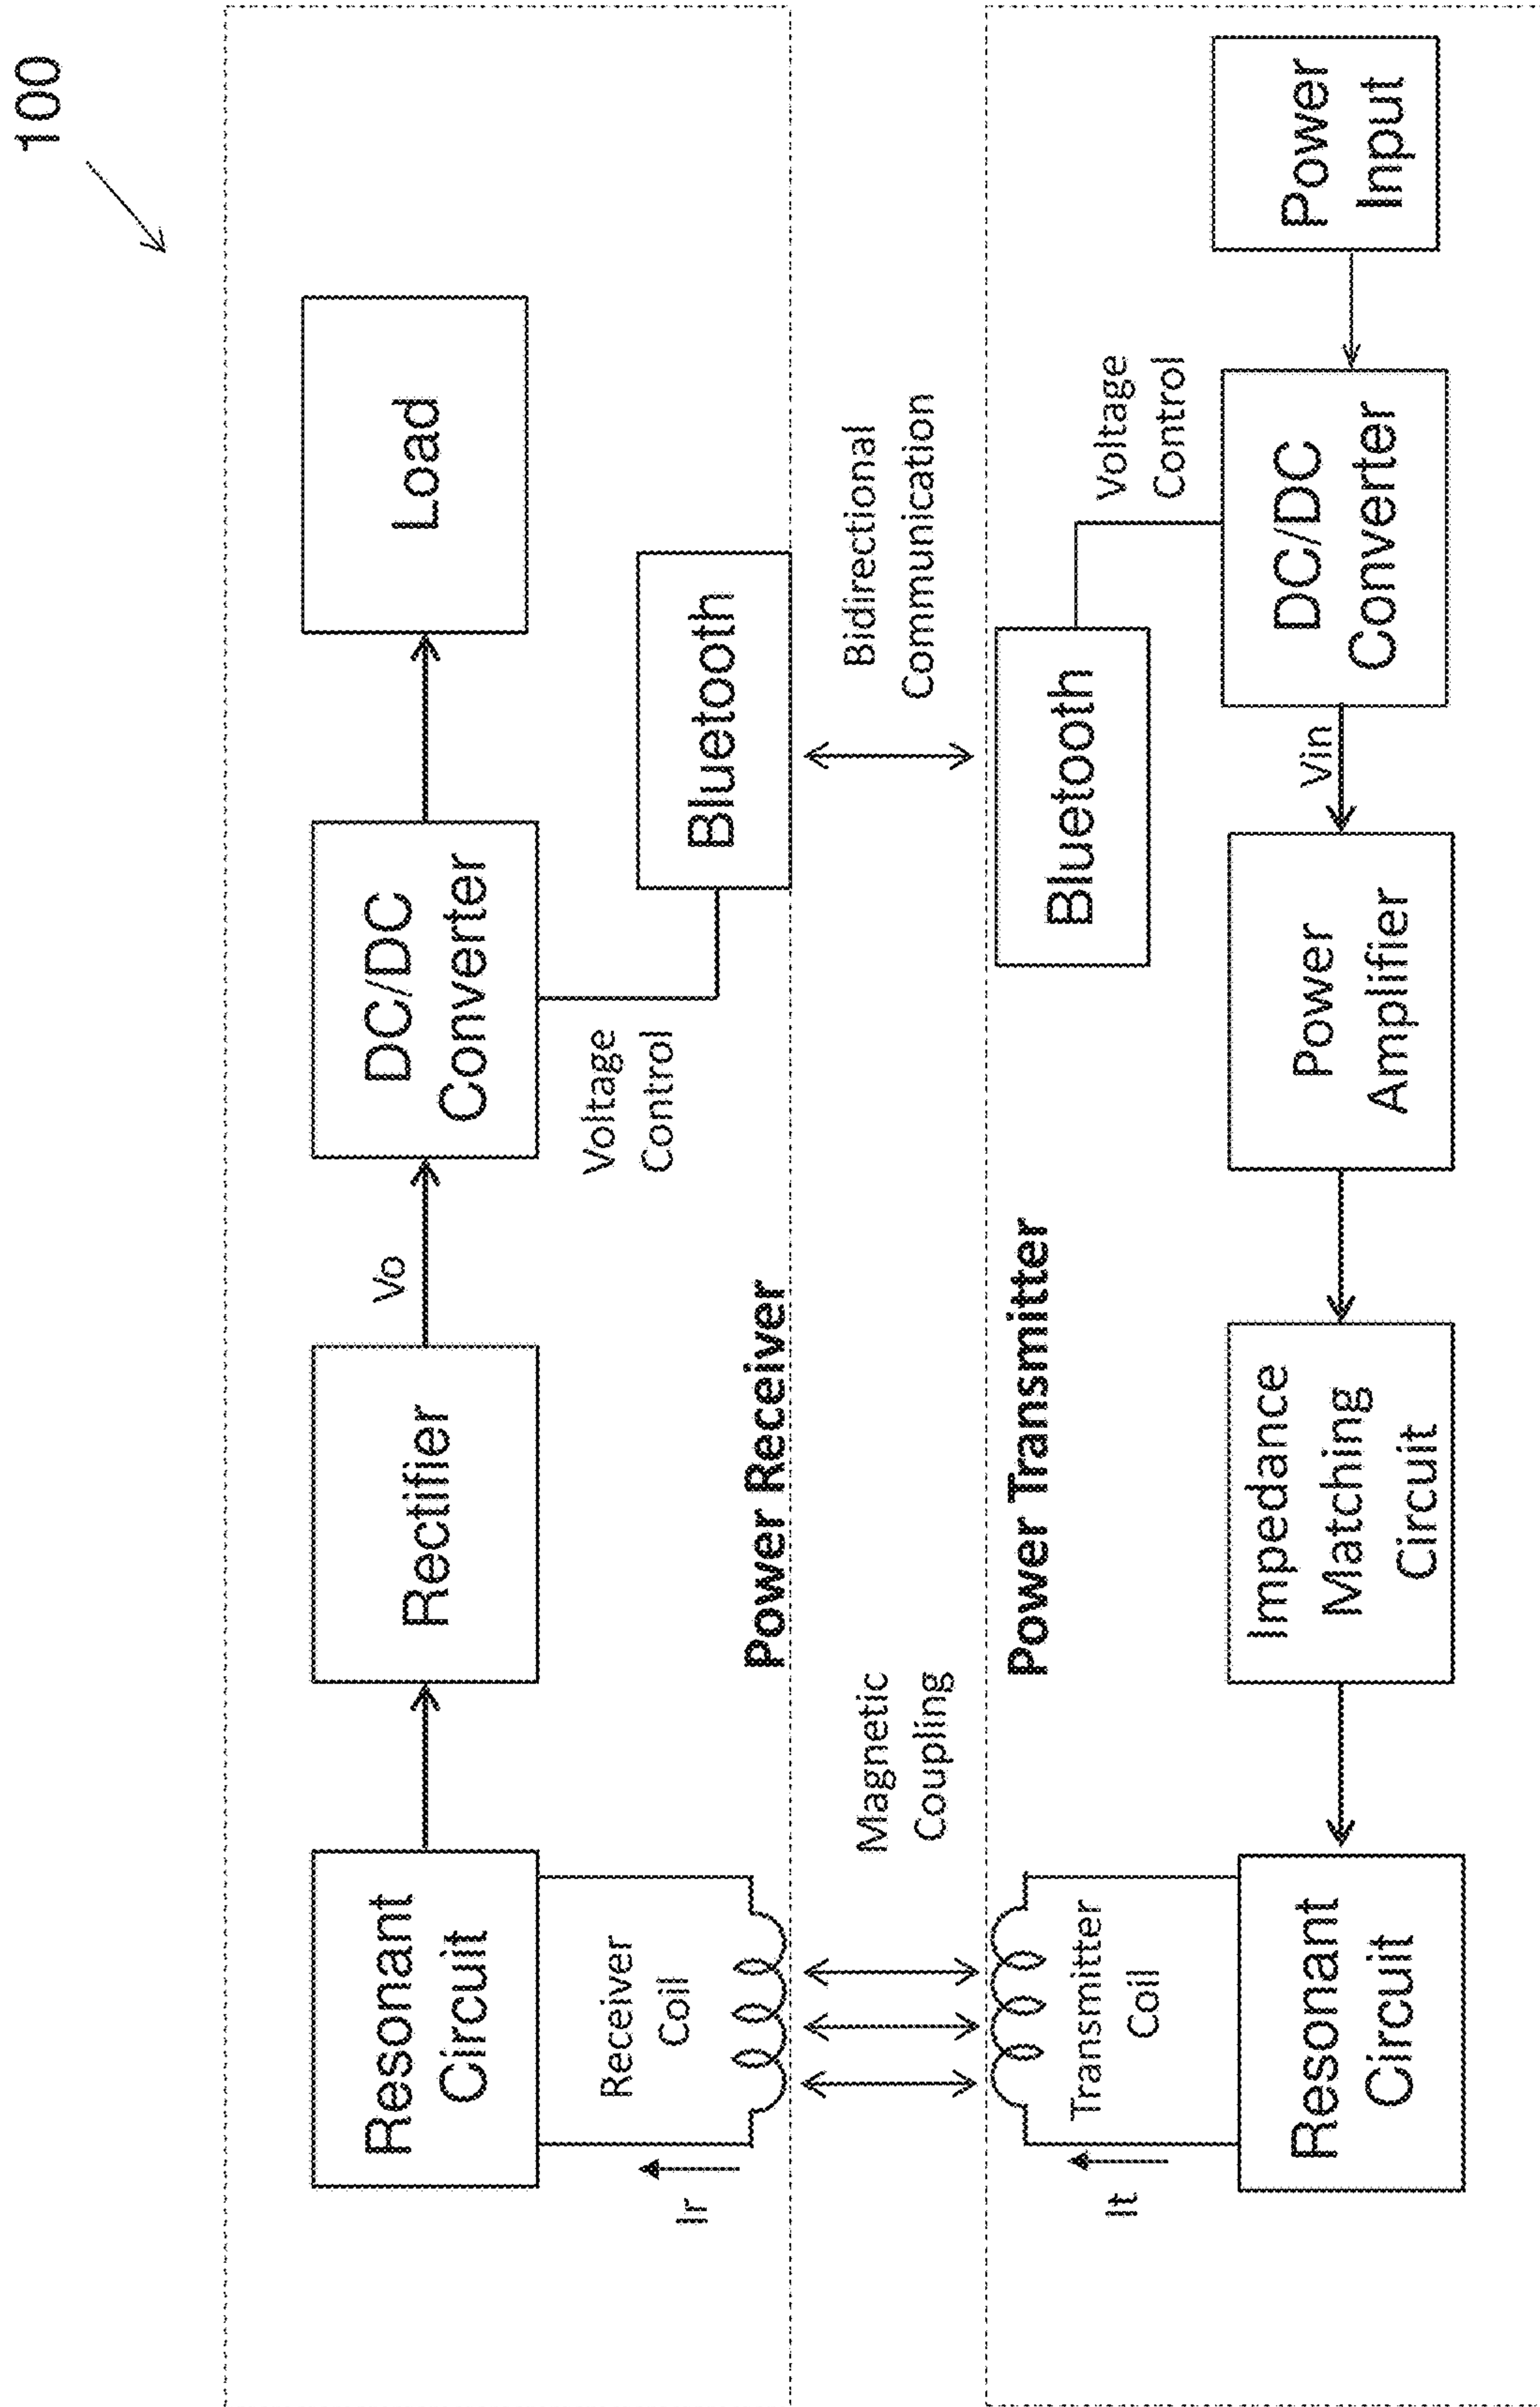 100
Resonant
Circuit
Rectifier
Vo
DC/DC
Converter
Load
Ir
Receiver
Coil
Voltage
Control
Bluetooth
Power Receiver
Magnetic
Coupling
Bidirectional
Communication
Power Transmitter
Bluetooth
It
Transmitter
Coil
Voltage
Control
Resonant
Circuit
Impedance
Matching
Circuit
Power
Amplifier
Vin
DC/DC
Converter
Power
Input